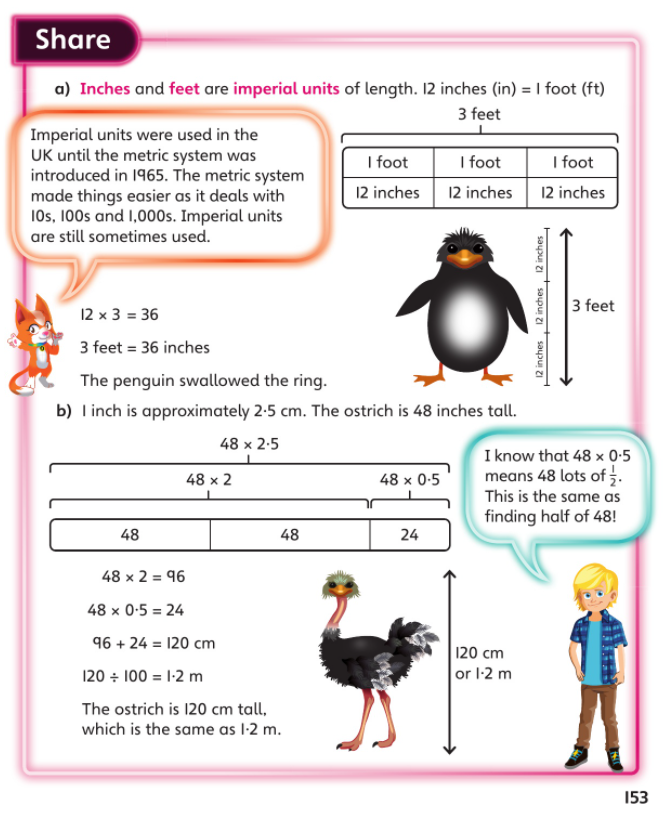 Share
a) Inches and feet are imperial units of length. 12 inches (in) = 1 foot (ft)
Imperial units were used in the
UK until the metric system was
introduced in 1965. The metric system
made things easier as it deals with
10s, 100s and 1,000s. Imperial units
are still sometimes used.
3 feet
1 foot 1 foot 1 foot
12 inches 12 inches 12 inches
12 inches
12 inches
12 inches
3 feet
12 × 3 = 36
3 feet = 36 inches
The penguin swallowed the ring.
b) 1 inch is approximately 2·5 cm. The ostrich is 48 inches tall.
48 × 2·5
48 × 2 48 × 0·5
48 48 24
I know that 48 × 0·5
means 48 lots of 1/2.
This is the same as
finding half of 48!
48 × 2 = 96
48 × 0·5 = 24
96 + 24 = 120 cm
120 ÷ 100 = 1·2 m
The ostrich is 120 cm tall,
which is the same as 1·2 m.
120 cm
or 1·2 m
153